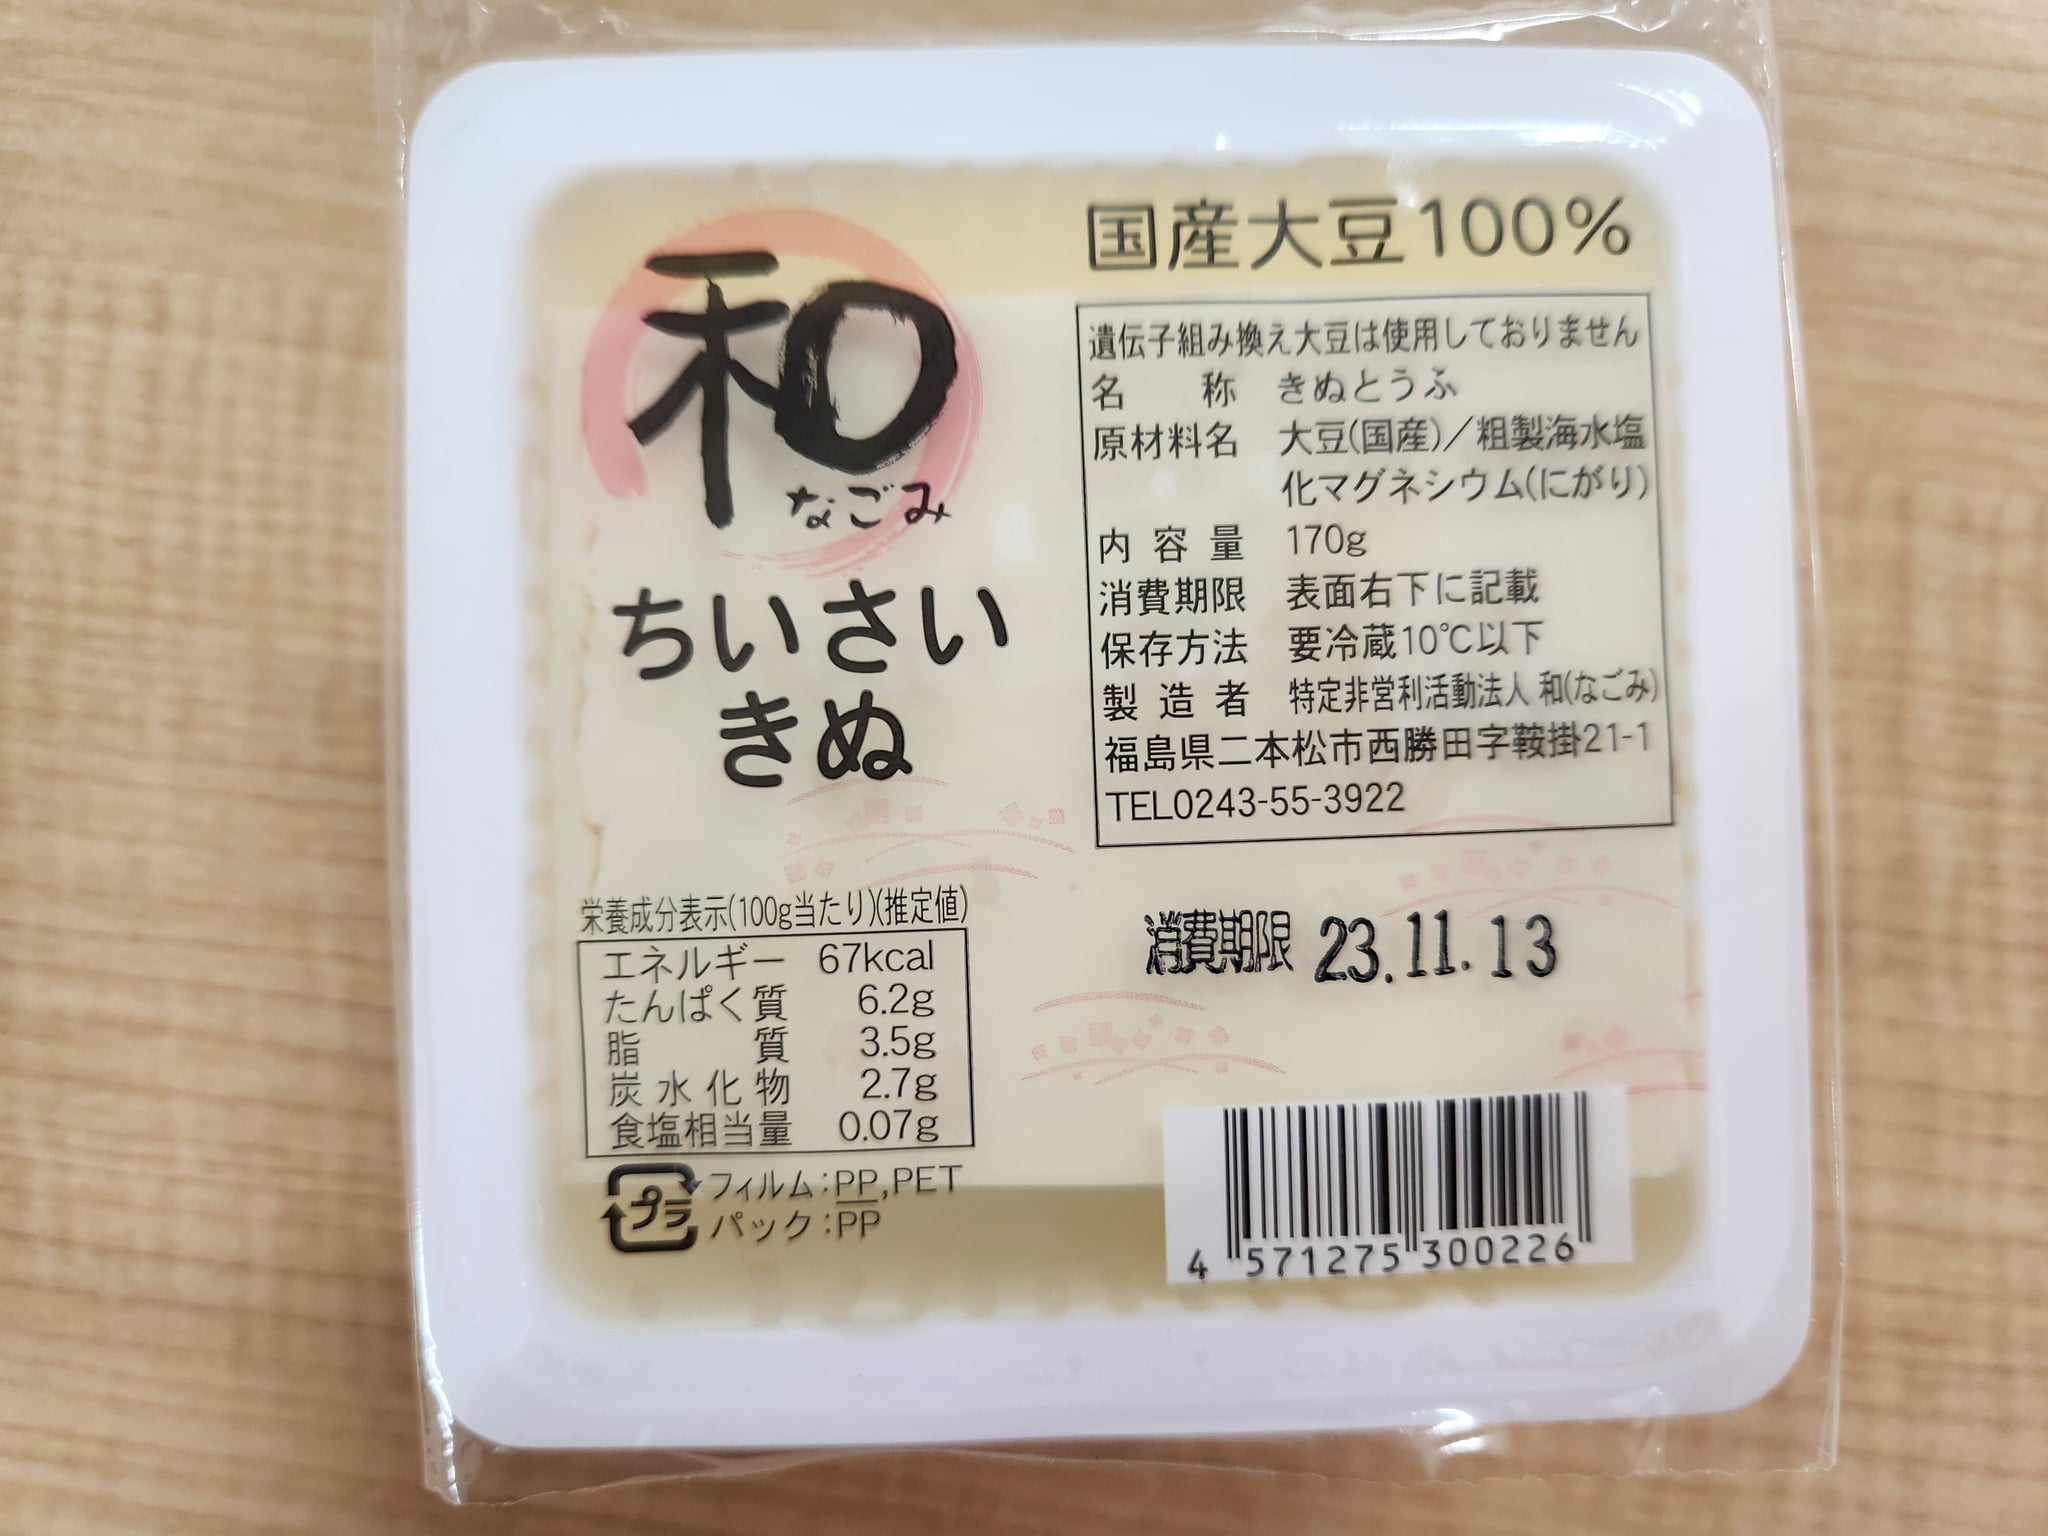 和
なごみ
ちいさい
きぬ
国産大豆100%
遺伝子組み換え大豆は使用しておりません
名称 きぬとうふ
原材料名 大豆(国産)／粗製海水塩
化マグネシウム(にがり)
内容量 170g
消費期限 表面右下に記載
保存方法 要冷蔵10℃以下
製造者 特定非営利活動法人 和(なごみ)
福島県二本松市西勝田字鞍掛21-1
TEL0243-55-3922
消費期限 23.11.13
栄養成分表示(100g当たり)(推定値)
エネルギー 67kcal
たんぱく質 6.2g
脂質 3.5g
炭水化物 2.7g
食塩相当量 0.07g
プラ
フィルム:PP,PET
パック:PP
4 571275 300226